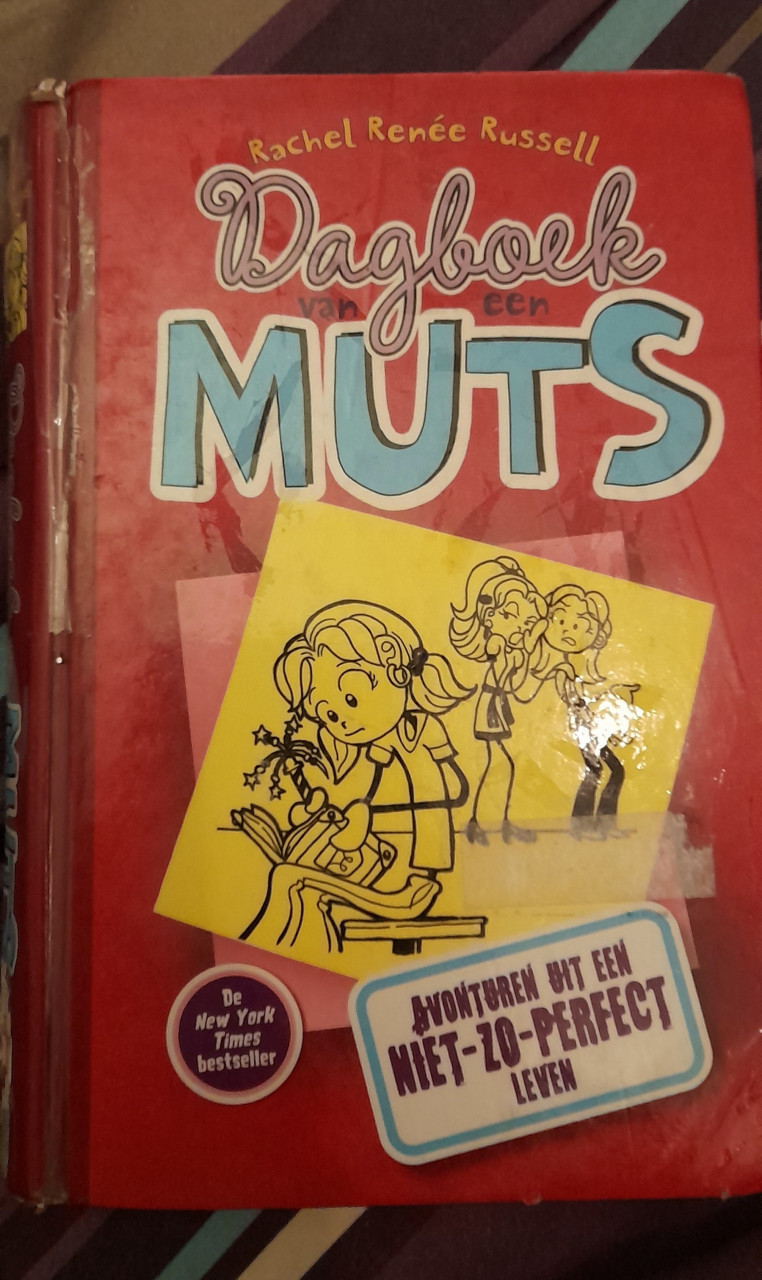 Rachel Renée Russell
Dagboek
van een
MUTS
De
New York
Times
bestseller
AVONTUREN UIT EEN
NIET-ZO-PERFECT
LEVEN